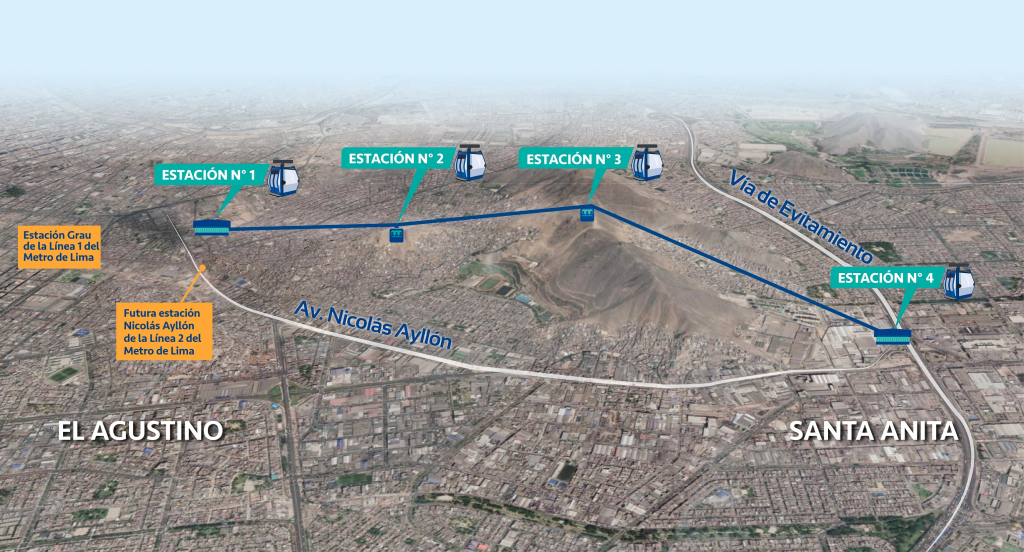 ESTACIÓN N° 1
ESTACIÓN N° 2
ESTACIÓN N° 3
Vía de Evitamiento
Estación Grau
de la Línea 1 del
Metro de Lima
ESTACIÓN N° 4
Futura estación
Nicolás Ayllón
de la Línea 2 del
Metro de Lima
Av. Nicolás Ayllón
EL AGUSTINO
SANTA ANITA